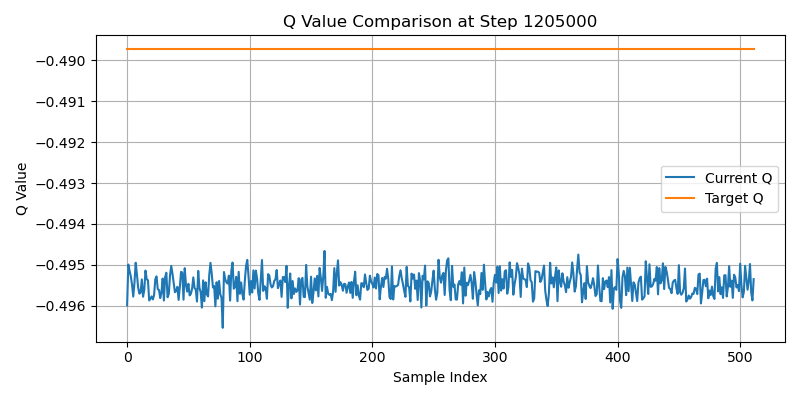 Q Value Comparison at Step 1205000
Q Value
−0.490
−0.491
−0.492
−0.493
−0.494
−0.495
−0.496
Current Q
Target Q
0 100 200 300 400 500
Sample Index